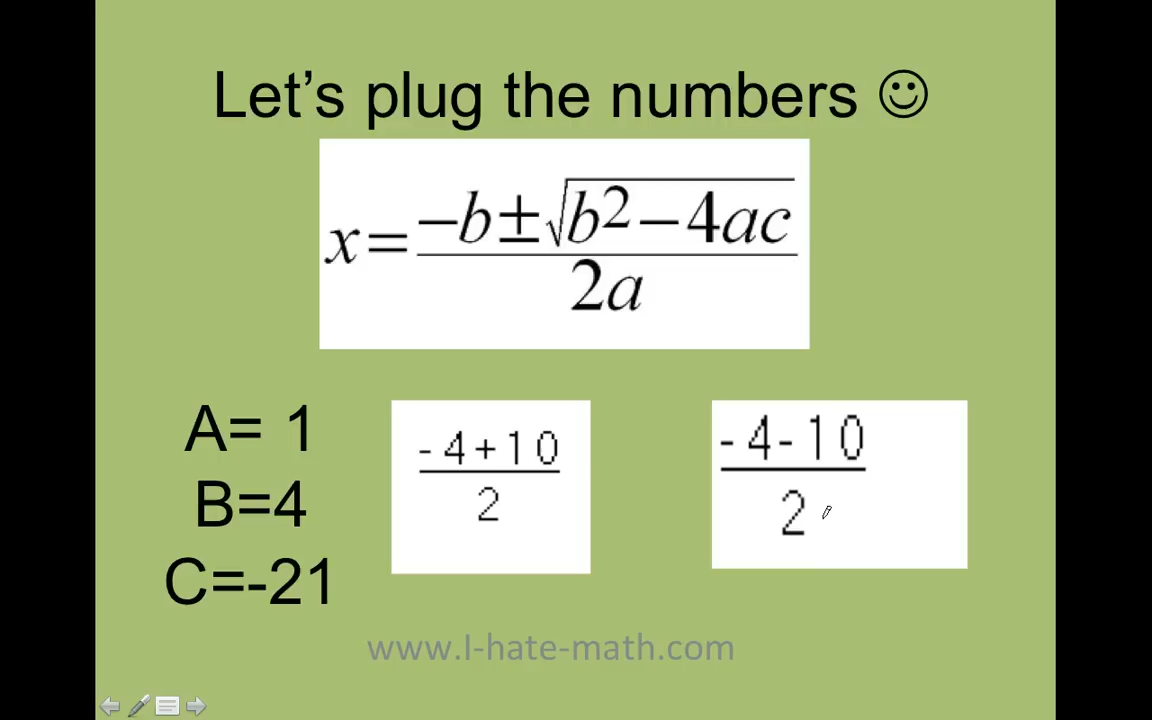 Let's plug the numbers ☺
x = (-b ± √(b² - 4ac)) / 2a
A= 1
B=4
C=-21
-4+10
2
-4-10
2
www.I-hate-math.com